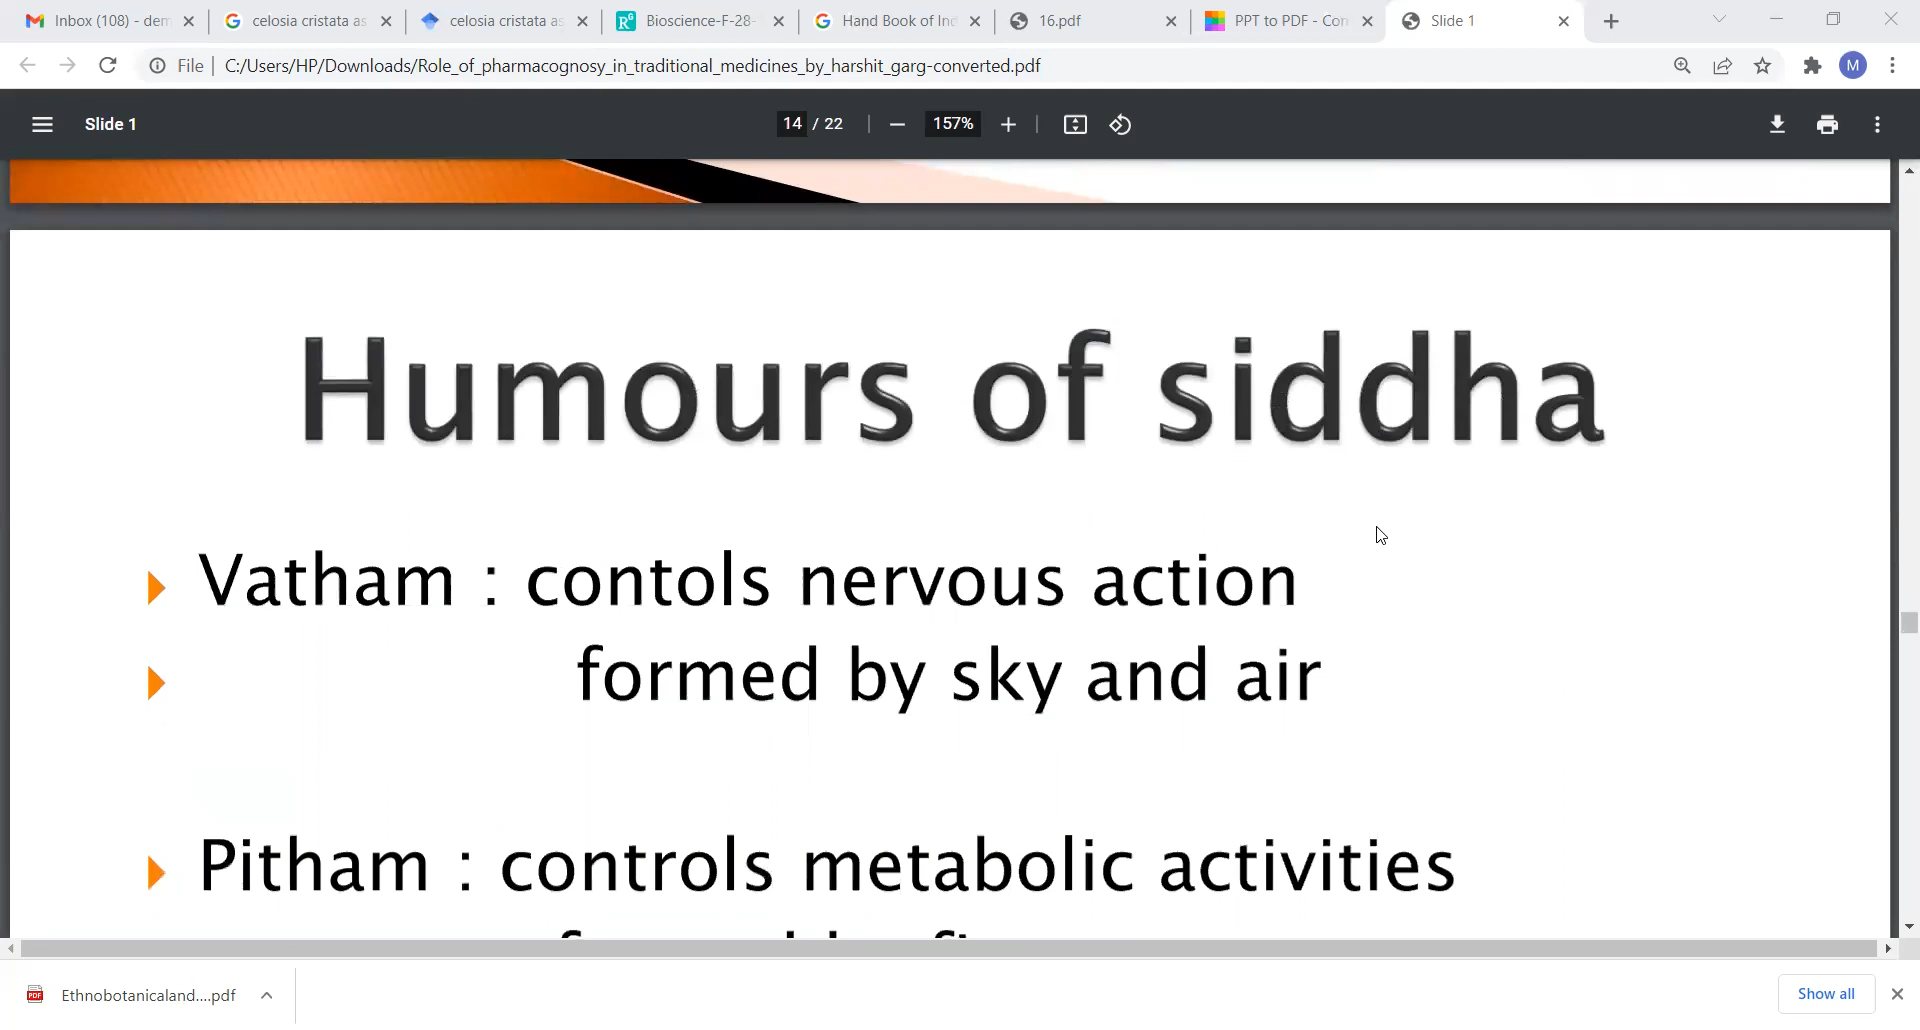 Inbox (108) - dem
celosia cristata as
celosia cristata as
Bioscience-F-28-
Hand Book of Ind
16.pdf
PPT to PDF - Con
Slide 1
File
C:/Users/HP/Downloads/Role_of_pharmacognosy_in_traditional_medicines_by_harshit_garg-converted.pdf
M
Slide 1
14 / 22
157%
Humours of siddha
Vatham : contols nervous action
formed by sky and air
Pitham : controls metabolic activities
Ethnobotanicaland....pdf
Show all